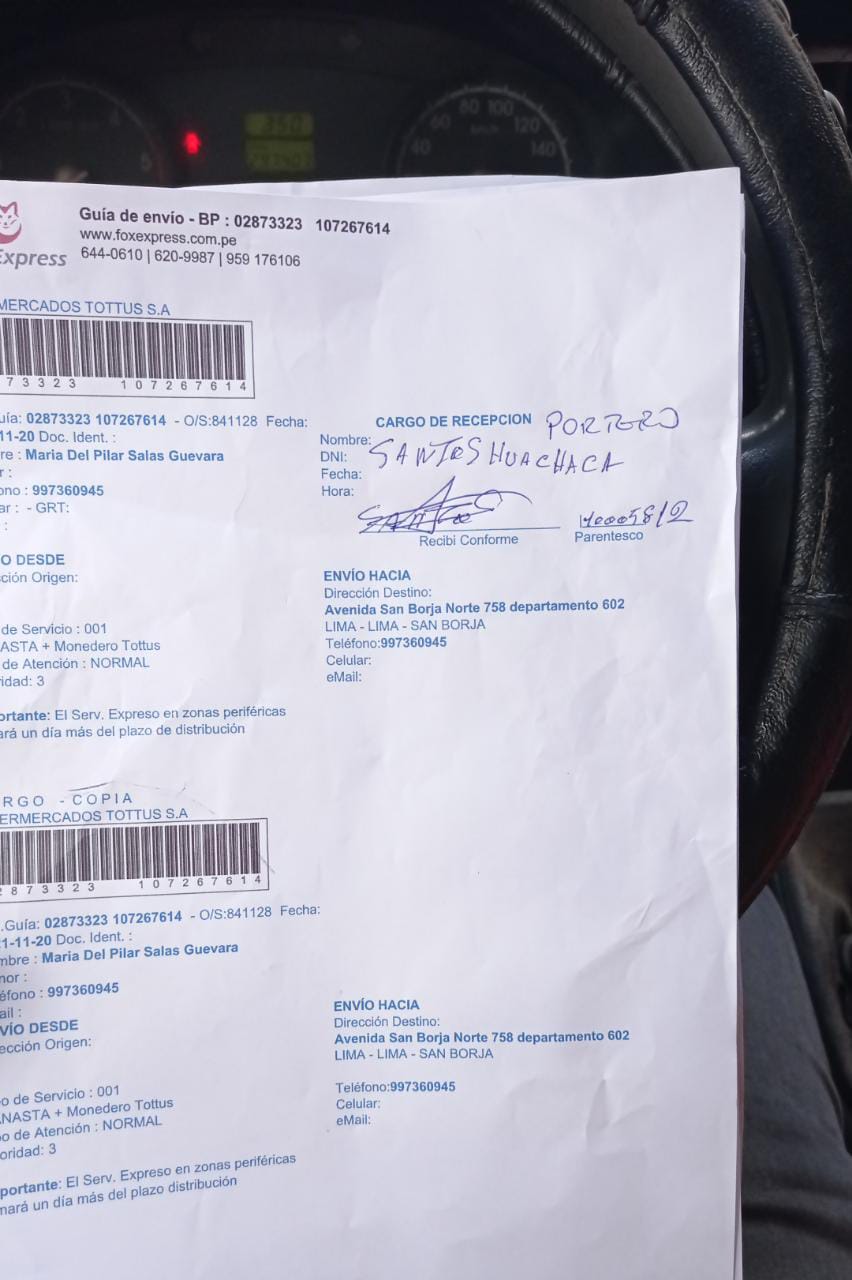 Guía de envío - BP : 02873323 107267614
www.foxexpress.com.pe
Express 644-0610 | 620-9987 | 959 176106
MERCADOS TOTTUS S.A
73323 107267614
uía: 02873323 107267614 - O/S:841128 Fecha:
11-20 Doc. Ident. :
re : Maria Del Pilar Salas Guevara
r :
ono : 997360945
ar : - GRT:
:
CARGO DE RECEPCION PORTERO
Nombre:
DNI: SANTOS HUACHACA
Fecha:
Hora:
Recibi Conforme Parentesco
O DESDE
ción Origen:
de Servicio : 001
ASTA + Monedero Tottus
de Atención : NORMAL
ridad: 3
ENVÍO HACIA
Dirección Destino:
Avenida San Borja Norte 758 departamento 602
LIMA - LIMA - SAN BORJA
Teléfono:997360945
Celular:
eMail:
ortante: El Serv. Expreso en zonas periféricas
ará un día más del plazo de distribución
RGO - COPIA
ERMERCADOS TOTTUS S.A
2873323 107267614
.Guía: 02873323 107267614 - O/S:841128 Fecha:
21-11-20 Doc. Ident. :
mbre : Maria Del Pilar Salas Guevara
nor :
éfono : 997360945
ail :
VÍO DESDE
ección Origen:
o de Servicio : 001
NASTA + Monedero Tottus
o de Atención : NORMAL
oridad: 3
ENVÍO HACIA
Dirección Destino:
Avenida San Borja Norte 758 departamento 602
LIMA - LIMA - SAN BORJA
Teléfono:997360945
Celular:
eMail:
portante: El Serv. Expreso en zonas periféricas
mará un día más del plazo distribución